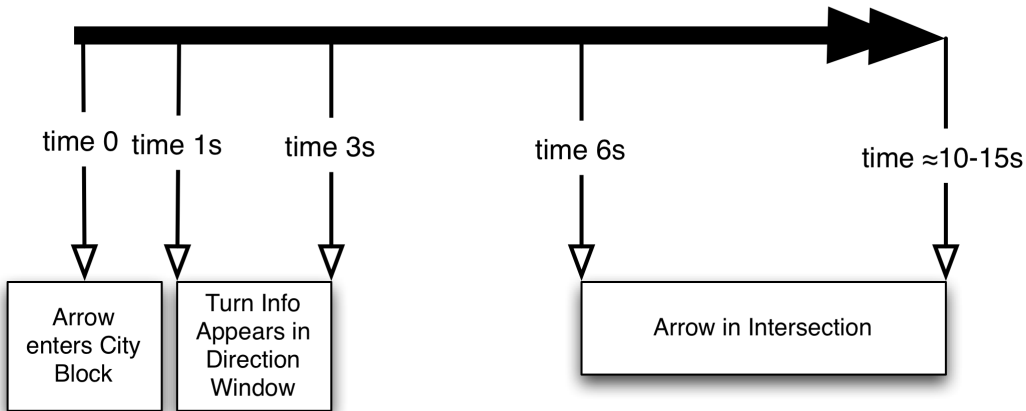 time 0
time 1s
time 3s
time 6s
time ≈10-15s
Arrow
enters City
Block
Turn Info
Appears in
Direction
Window
Arrow in Intersection